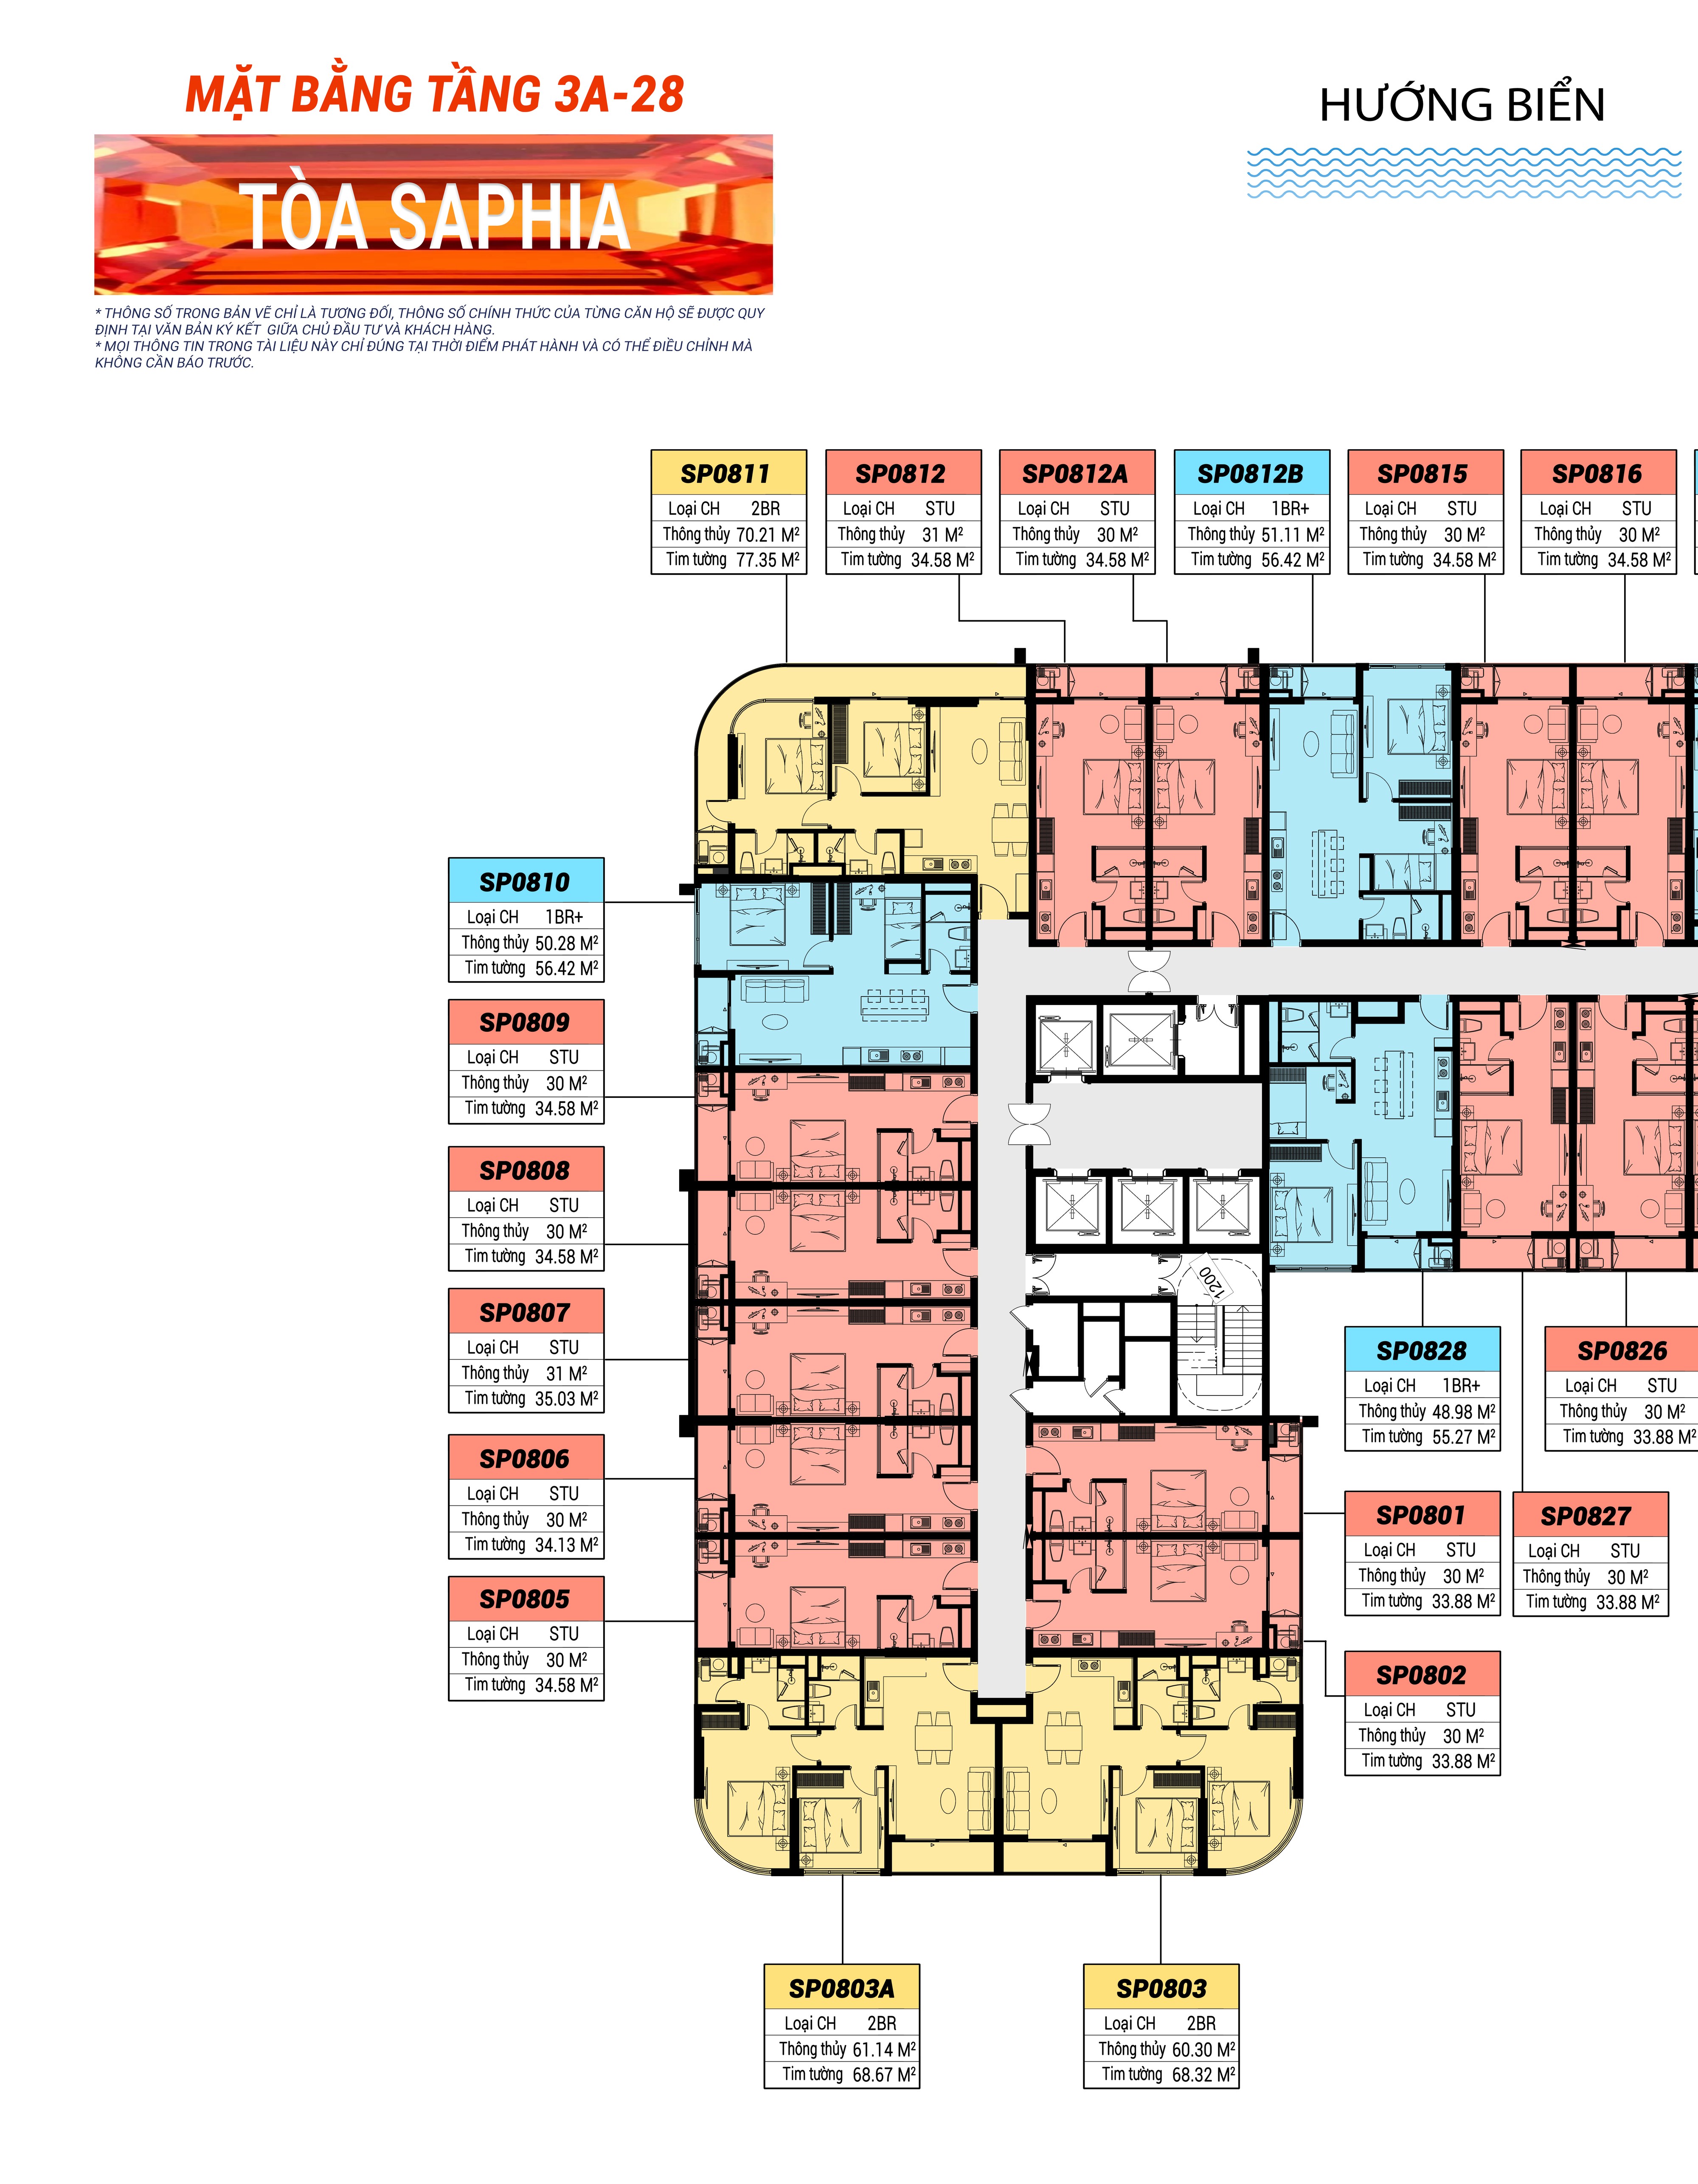 MẶT BẰNG TẦNG 3A-28
HƯỚNG BIỂN
TÒA SAPHIA
* THÔNG SỐ TRONG BẢN VẼ CHỈ LÀ TƯƠNG ĐỐI, THÔNG SỐ CHÍNH THỨC CỦA TỪNG CĂN HỘ SẼ ĐƯỢC QUY
ĐỊNH TẠI VĂN BẢN KÝ KẾT GIỮA CHỦ ĐẦU TƯ VÀ KHÁCH HÀNG.
* MỌI THÔNG TIN TRONG TÀI LIỆU NÀY CHỈ ĐÚNG TẠI THỜI ĐIỂM PHÁT HÀNH VÀ CÓ THỂ ĐIỀU CHỈNH MÀ
KHÔNG CẦN BÁO TRƯỚC.
SP0811
Loại CH 2BR
Thông thủy 70.21 M²
Tim tường 77.35 M²
SP0812
Loại CH STU
Thông thủy 31 M²
Tim tường 34.58 M²
SP0812A
Loại CH STU
Thông thủy 30 M²
Tim tường 34.58 M²
SP0812B
Loại CH 1BR+
Thông thủy 51.11 M²
Tim tường 56.42 M²
SP0815
Loại CH STU
Thông thủy 30 M²
Tim tường 34.58 M²
SP0816
Loại CH STU
Thông thủy 30 M²
Tim tường 34.58 M²
SP0810
Loại CH 1BR+
Thông thủy 50.28 M²
Tim tường 56.42 M²
SP0809
Loại CH STU
Thông thủy 30 M²
Tim tường 34.58 M²
SP0808
Loại CH STU
Thông thủy 30 M²
Tim tường 34.58 M²
SP0807
Loại CH STU
Thông thủy 31 M²
Tim tường 35.03 M²
SP0806
Loại CH STU
Thông thủy 30 M²
Tim tường 34.13 M²
SP0805
Loại CH STU
Thông thủy 30 M²
Tim tường 34.58 M²
1200
SP0828
Loại CH 1BR+
Thông thủy 48.98 M²
Tim tường 55.27 M²
SP0826
Loại CH STU
Thông thủy 30 M²
Tim tường 33.88 M²
SP0801
Loại CH STU
Thông thủy 30 M²
Tim tường 33.88 M²
SP0827
Loại CH STU
Thông thủy 30 M²
Tim tường 33.88 M²
SP0802
Loại CH STU
Thông thủy 30 M²
Tim tường 33.88 M²
SP0803A
Loại CH 2BR
Thông thủy 61.14 M²
Tim tường 68.67 M²
SP0803
Loại CH 2BR
Thông thủy 60.30 M²
Tim tường 68.32 M²